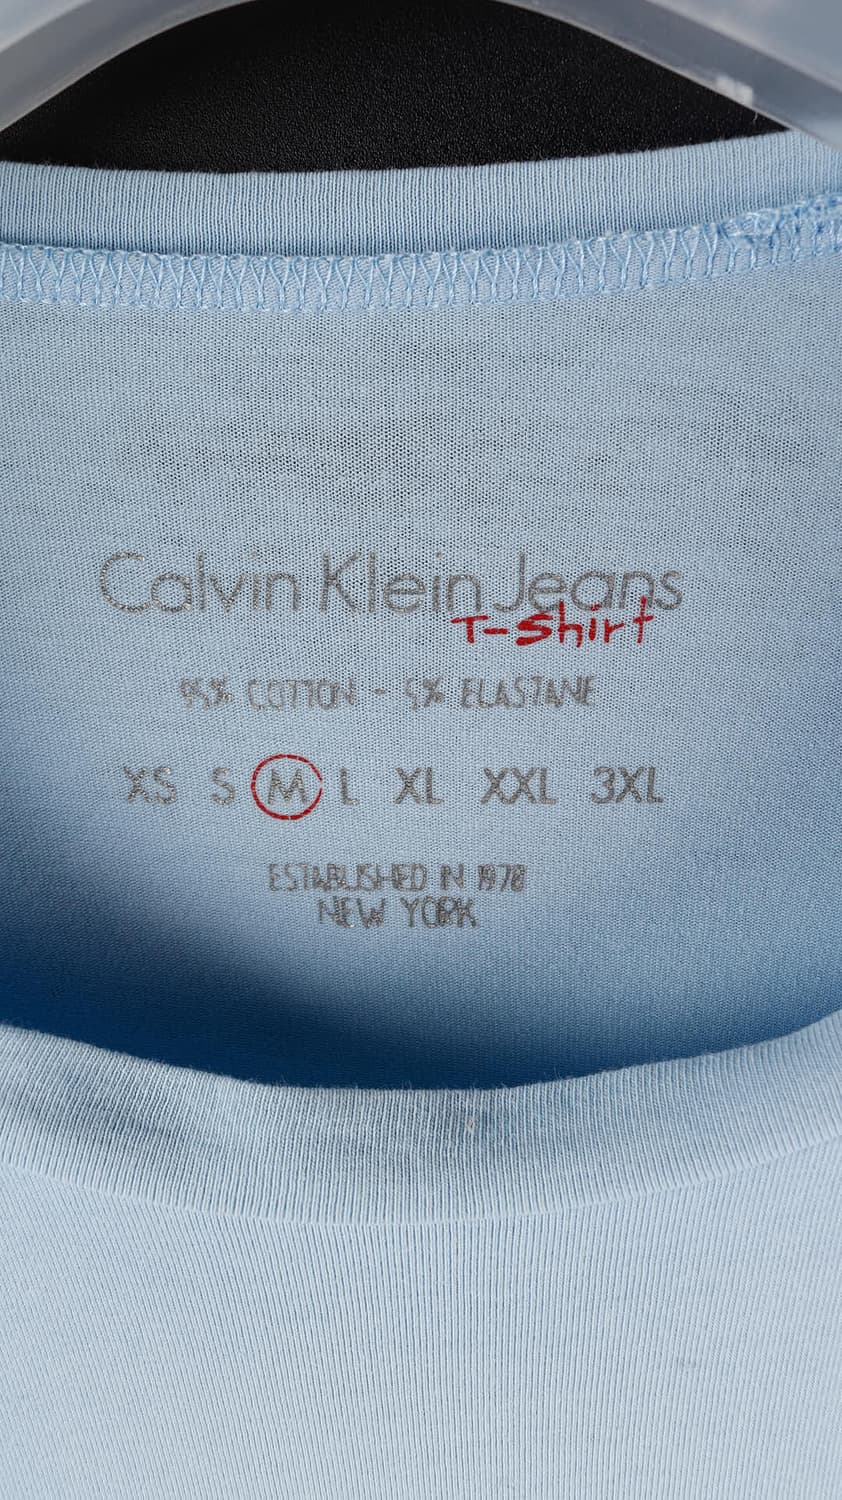 Calvin Klein Jeans
T-Shirt
95% COTTON - 5% ELASTANE
XS S M L XL XXL 3XL
ESTABLISHED IN 1978
NEW YORK